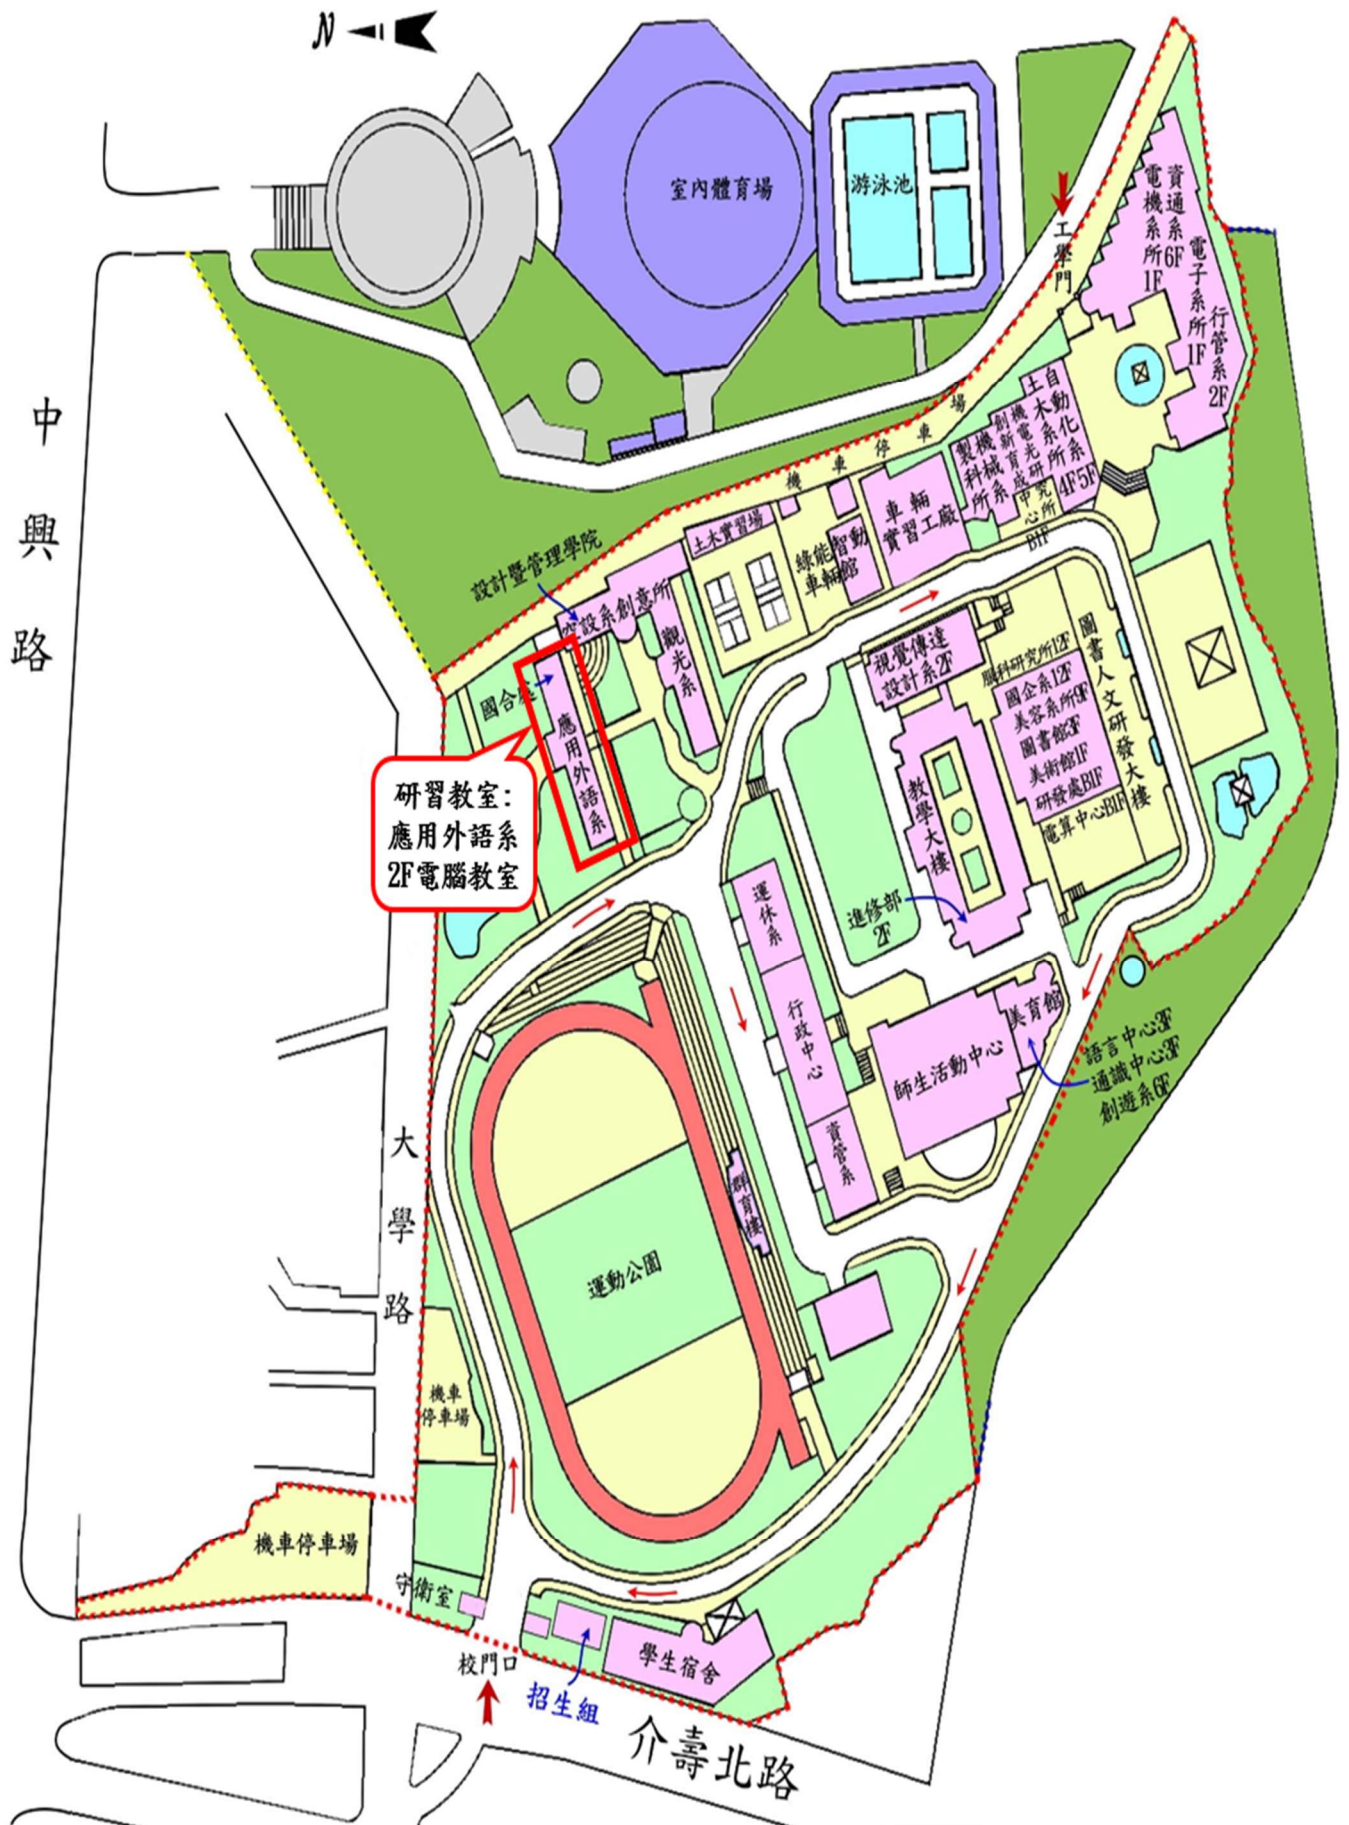 N
室內體育場
游泳池
工學門
資通系6F
電機系所1F
電子系所1F
行管系2F
中興路
機車停車場
自動化系5F
土木系所4F
機電光研究所B1F
創新育成中心
機械系
製科所
車輛實習工廠
智動館
綠能車輛
土木實習場
設計暨管理學院
空設系創意所
觀光系
國合處
應用外語系
研習教室:
應用外語系
2F電腦教室
視覺傳達
設計系2F
圖書人文研發大樓
國企系12F
美容系所9F
圖書館3F
美術館1F
研發處B1F
電算中心B1F
教學大樓
進修部
2F
運休系
行政中心
資管系
師生活動中心
美育館
語言中心3F
通識中心3F
創遊系6F
群育樓
運動公園
大學路
機車
停車場
機車停車場
守衛室
校門口
招生組
學生宿舍
介壽北路